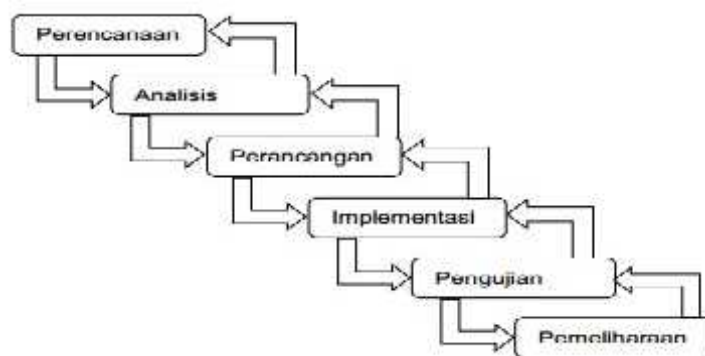 Perencanaan
Analisis
Perancangan
Implementasi
Pengujian
Pemeliharaan